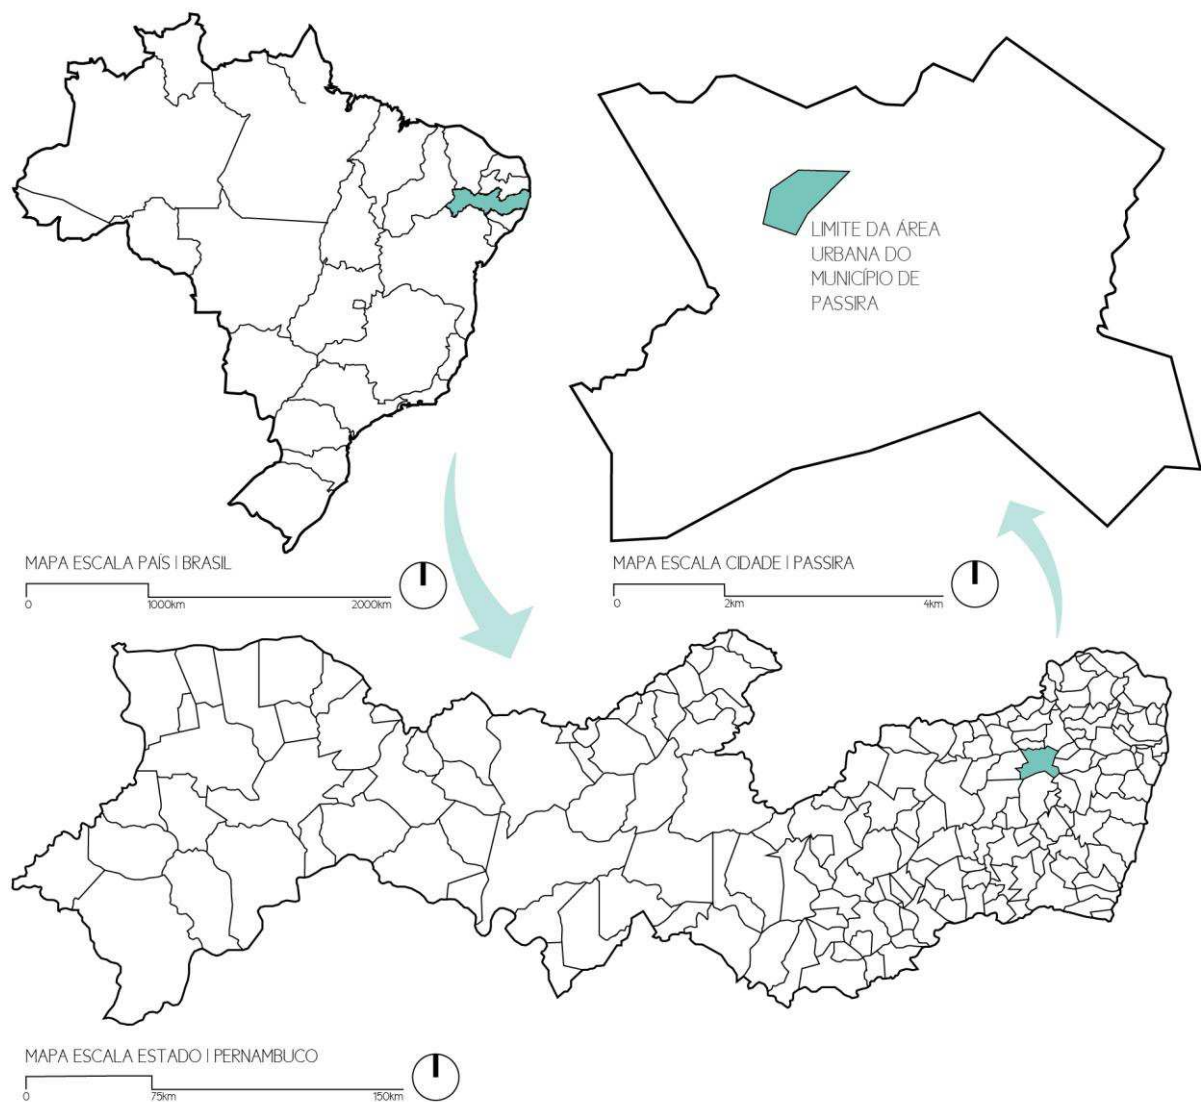 LIMITE DA ÁREA
URBANA DO
MUNICÍPIO DE
PASSIRA
MAPA ESCALA PAÍS | BRASIL
0 1000km 2000km
MAPA ESCALA CIDADE | PASSIRA
0 2km 4km
MAPA ESCALA ESTADO | PERNAMBUCO
0 75km 150km